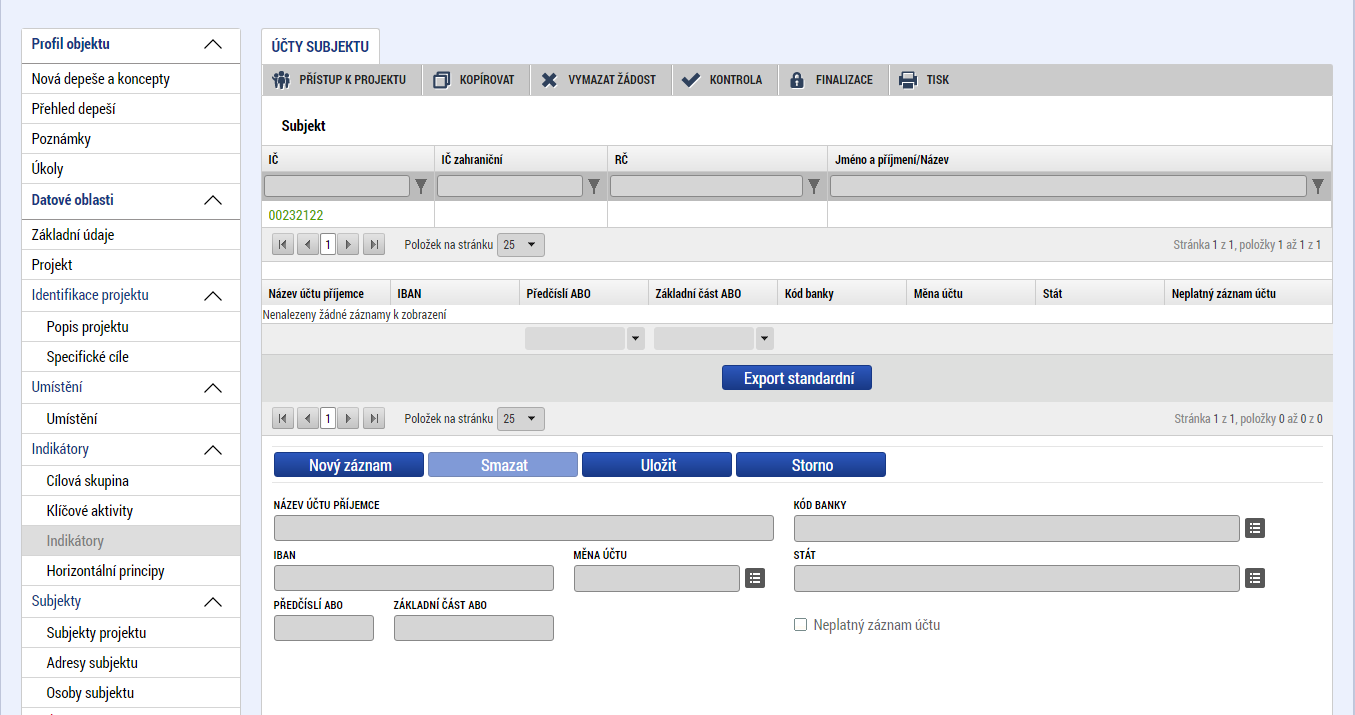 Profil objektu
Nová depeše a koncepty
Přehled depeší
Poznámky
Úkoly
Datové oblasti
Základní údaje
Projekt
Identifikace projektu
Popis projektu
Specifické cíle
Umístění
Umístění
Indikátory
Cílová skupina
Klíčové aktivity
Indikátory
Horizontální principy
Subjekty
Subjekty projektu
Adresy subjektu
Osoby subjektu
ÚČTY SUBJEKTU
PŘÍSTUP K PROJEKTU KOPÍROVAT VYMAZAT ŽÁDOST KONTROLA FINALIZACE TISK
Subjekt
IČ IČ zahraniční RČ Jméno a příjmení/Název
00232122
1 Položek na stránku 25 Stránka 1 z 1, položky 1 až 1 z 1
Název účtu příjemce IBAN Předčíslí ABO Základní část ABO Kód banky Měna účtu Stát Neplatný záznam účtu
Nenalezeny žádné záznamy k zobrazení
Export standardní
1 Položek na stránku 25 Stránka 1 z 1, položky 0 až 0 z 0
Nový záznam Smazat Uložit Storno
NÁZEV ÚČTU PŘÍJEMCE KÓD BANKY
IBAN MĚNA ÚČTU STÁT
PŘEDČÍSLÍ ABO ZÁKLADNÍ ČÁST ABO
Neplatný záznam účtu